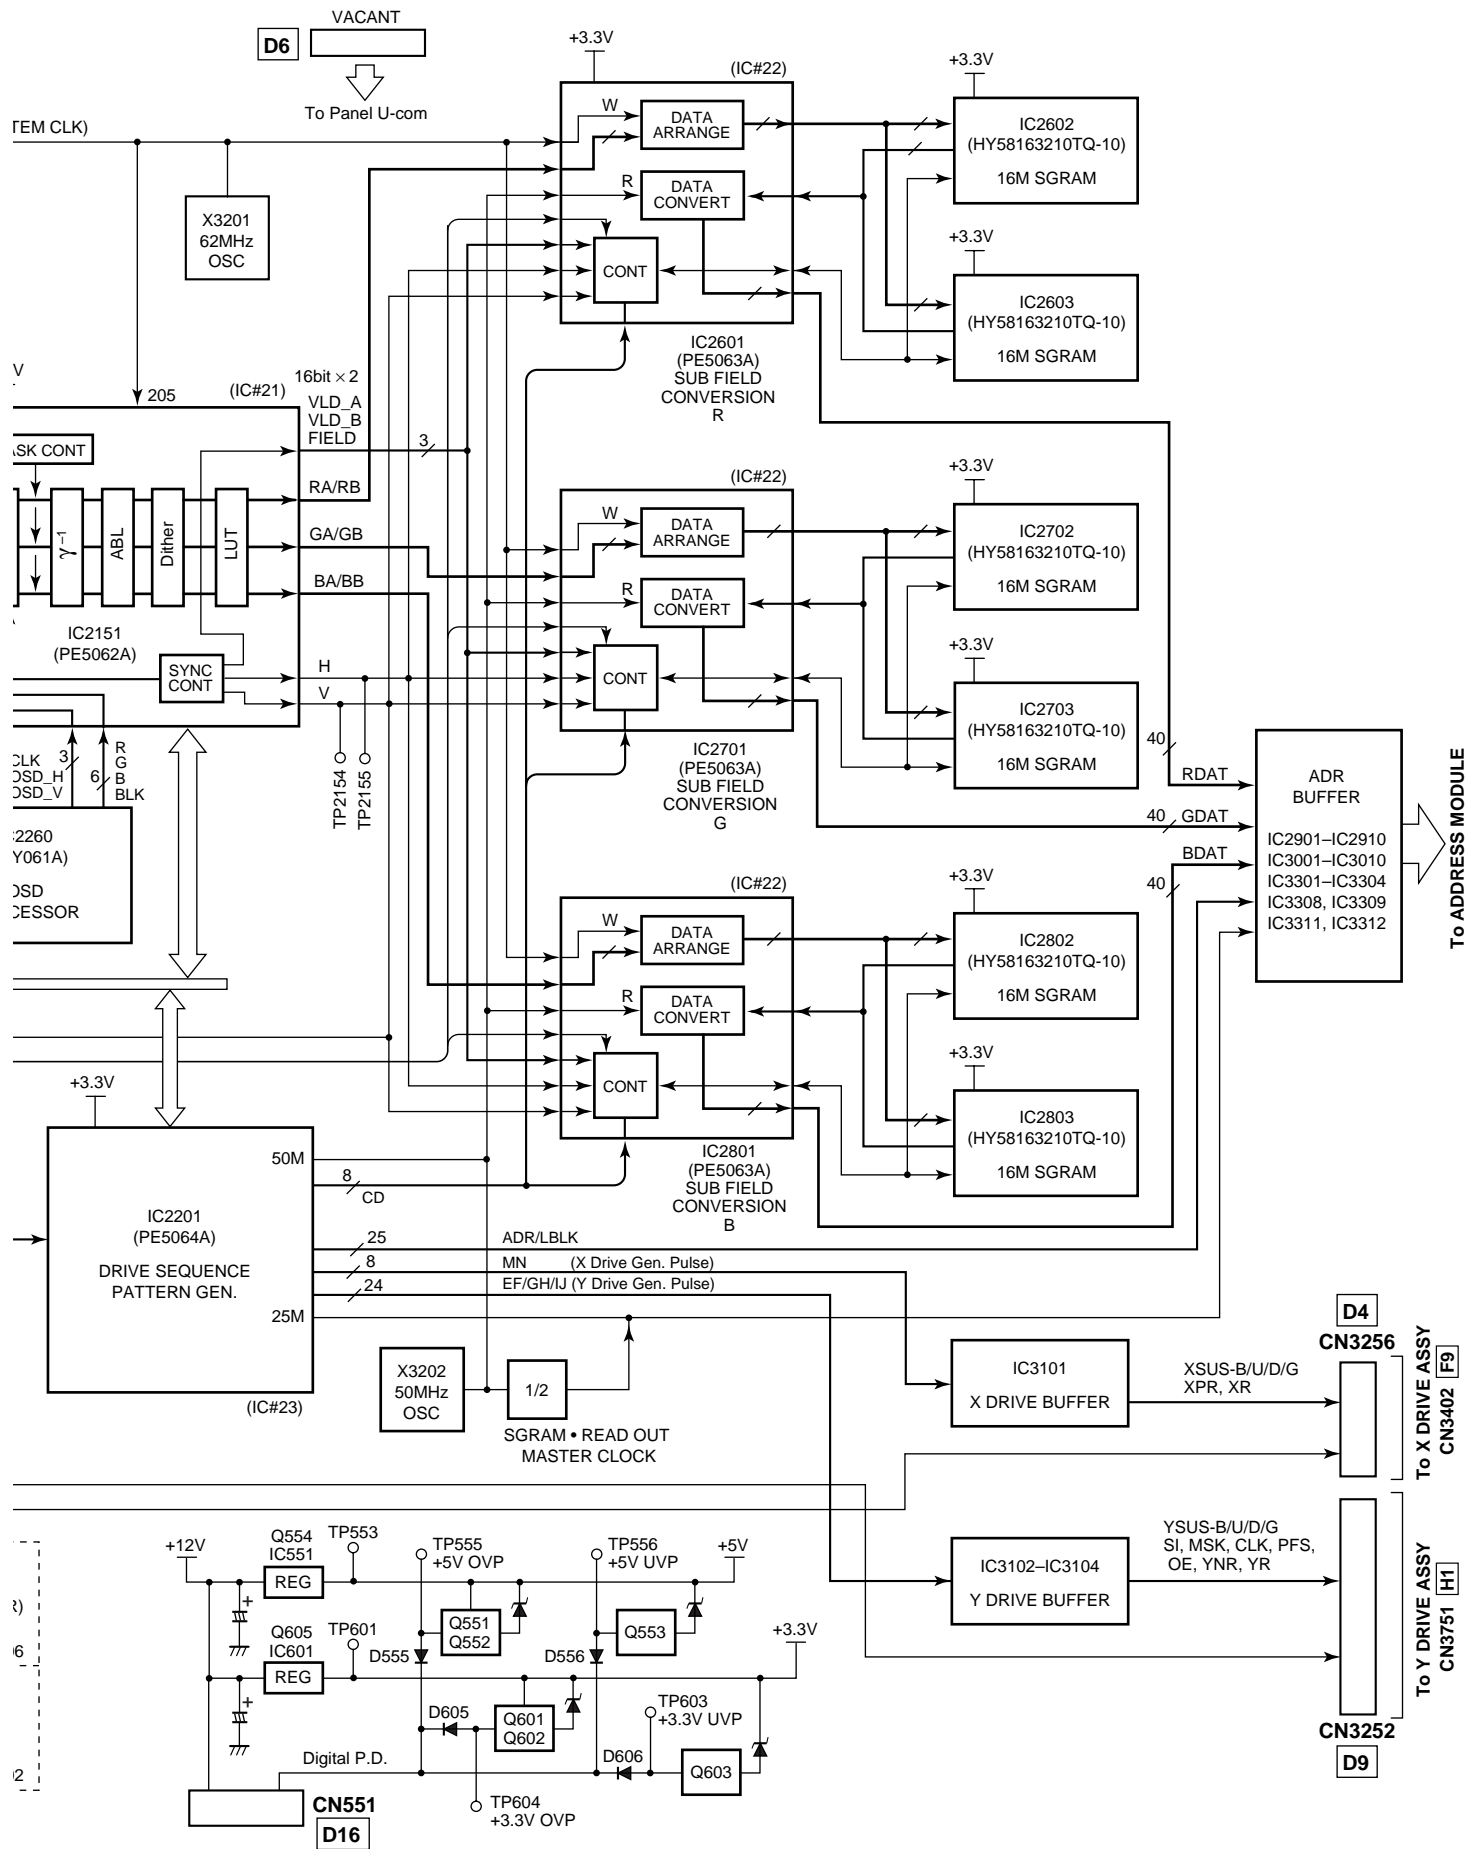 VACANT
D6
To Panel U-com
+3.3V
(IC#22)
W
DATA
ARRANGE
R
DATA
CONVERT
CONT
IC2601
(PE5063A)
SUB FIELD
CONVERSION
R
+3.3V
IC2602
(HY58163210TQ-10)
16M SGRAM
+3.3V
IC2603
(HY58163210TQ-10)
16M SGRAM
TEM CLK)
X3201
62MHz
OSC
V
205
(IC#21)
16bit × 2
VLD_A
VLD_B
FIELD
3
ASK CONT
RA/RB
GA/GB
BA/BB
γ⁻¹
ABL
Dither
LUT
IC2151
(PE5062A)
SYNC
CONT
H
V
TP2154
TP2155
CLK
OSD_H
OSD_V
3
6
R
G
B
BLK
C2260
Y061A)
OSD
CESSOR
(IC#22)
W
DATA
ARRANGE
R
DATA
CONVERT
CONT
IC2701
(PE5063A)
SUB FIELD
CONVERSION
G
+3.3V
IC2702
(HY58163210TQ-10)
16M SGRAM
+3.3V
IC2703
(HY58163210TQ-10)
16M SGRAM
40
RDAT
40
GDAT
BDAT
40
ADR
BUFFER
IC2901–IC2910
IC3001–IC3010
IC3301–IC3304
IC3308, IC3309
IC3311, IC3312
To ADDRESS MODULE
(IC#22)
W
DATA
ARRANGE
R
DATA
CONVERT
CONT
IC2801
(PE5063A)
SUB FIELD
CONVERSION
B
+3.3V
IC2802
(HY58163210TQ-10)
16M SGRAM
+3.3V
IC2803
(HY58163210TQ-10)
16M SGRAM
+3.3V
50M
8
CD
IC2201
(PE5064A)
DRIVE SEQUENCE
PATTERN GEN.
25M
(IC#23)
25
ADR/LBLK
8
MN (X Drive Gen. Pulse)
24
EF/GH/IJ (Y Drive Gen. Pulse)
X3202
50MHz
OSC
1/2
SGRAM • READ OUT
MASTER CLOCK
IC3101
X DRIVE BUFFER
XSUS-B/U/D/G
XPR, XR
D4
CN3256
To X DRIVE ASSY
CN3402 F9
IC3102–IC3104
Y DRIVE BUFFER
YSUS-B/U/D/G
SI, MSK, CLK, PFS,
OE, YNR, YR
To Y DRIVE ASSY
CN3751 H1
CN3252
D9
R)
06
02
+12V
Q554
IC551
REG
TP553
TP555
+5V OVP
TP556
+5V UVP
+5V
+
Q551
Q552
Q553
Q605
IC601
REG
TP601
D555
D556
+3.3V
+
D605
Q601
Q602
TP603
+3.3V UVP
D606
Q603
Digital P.D.
TP604
+3.3V OVP
CN551
D16